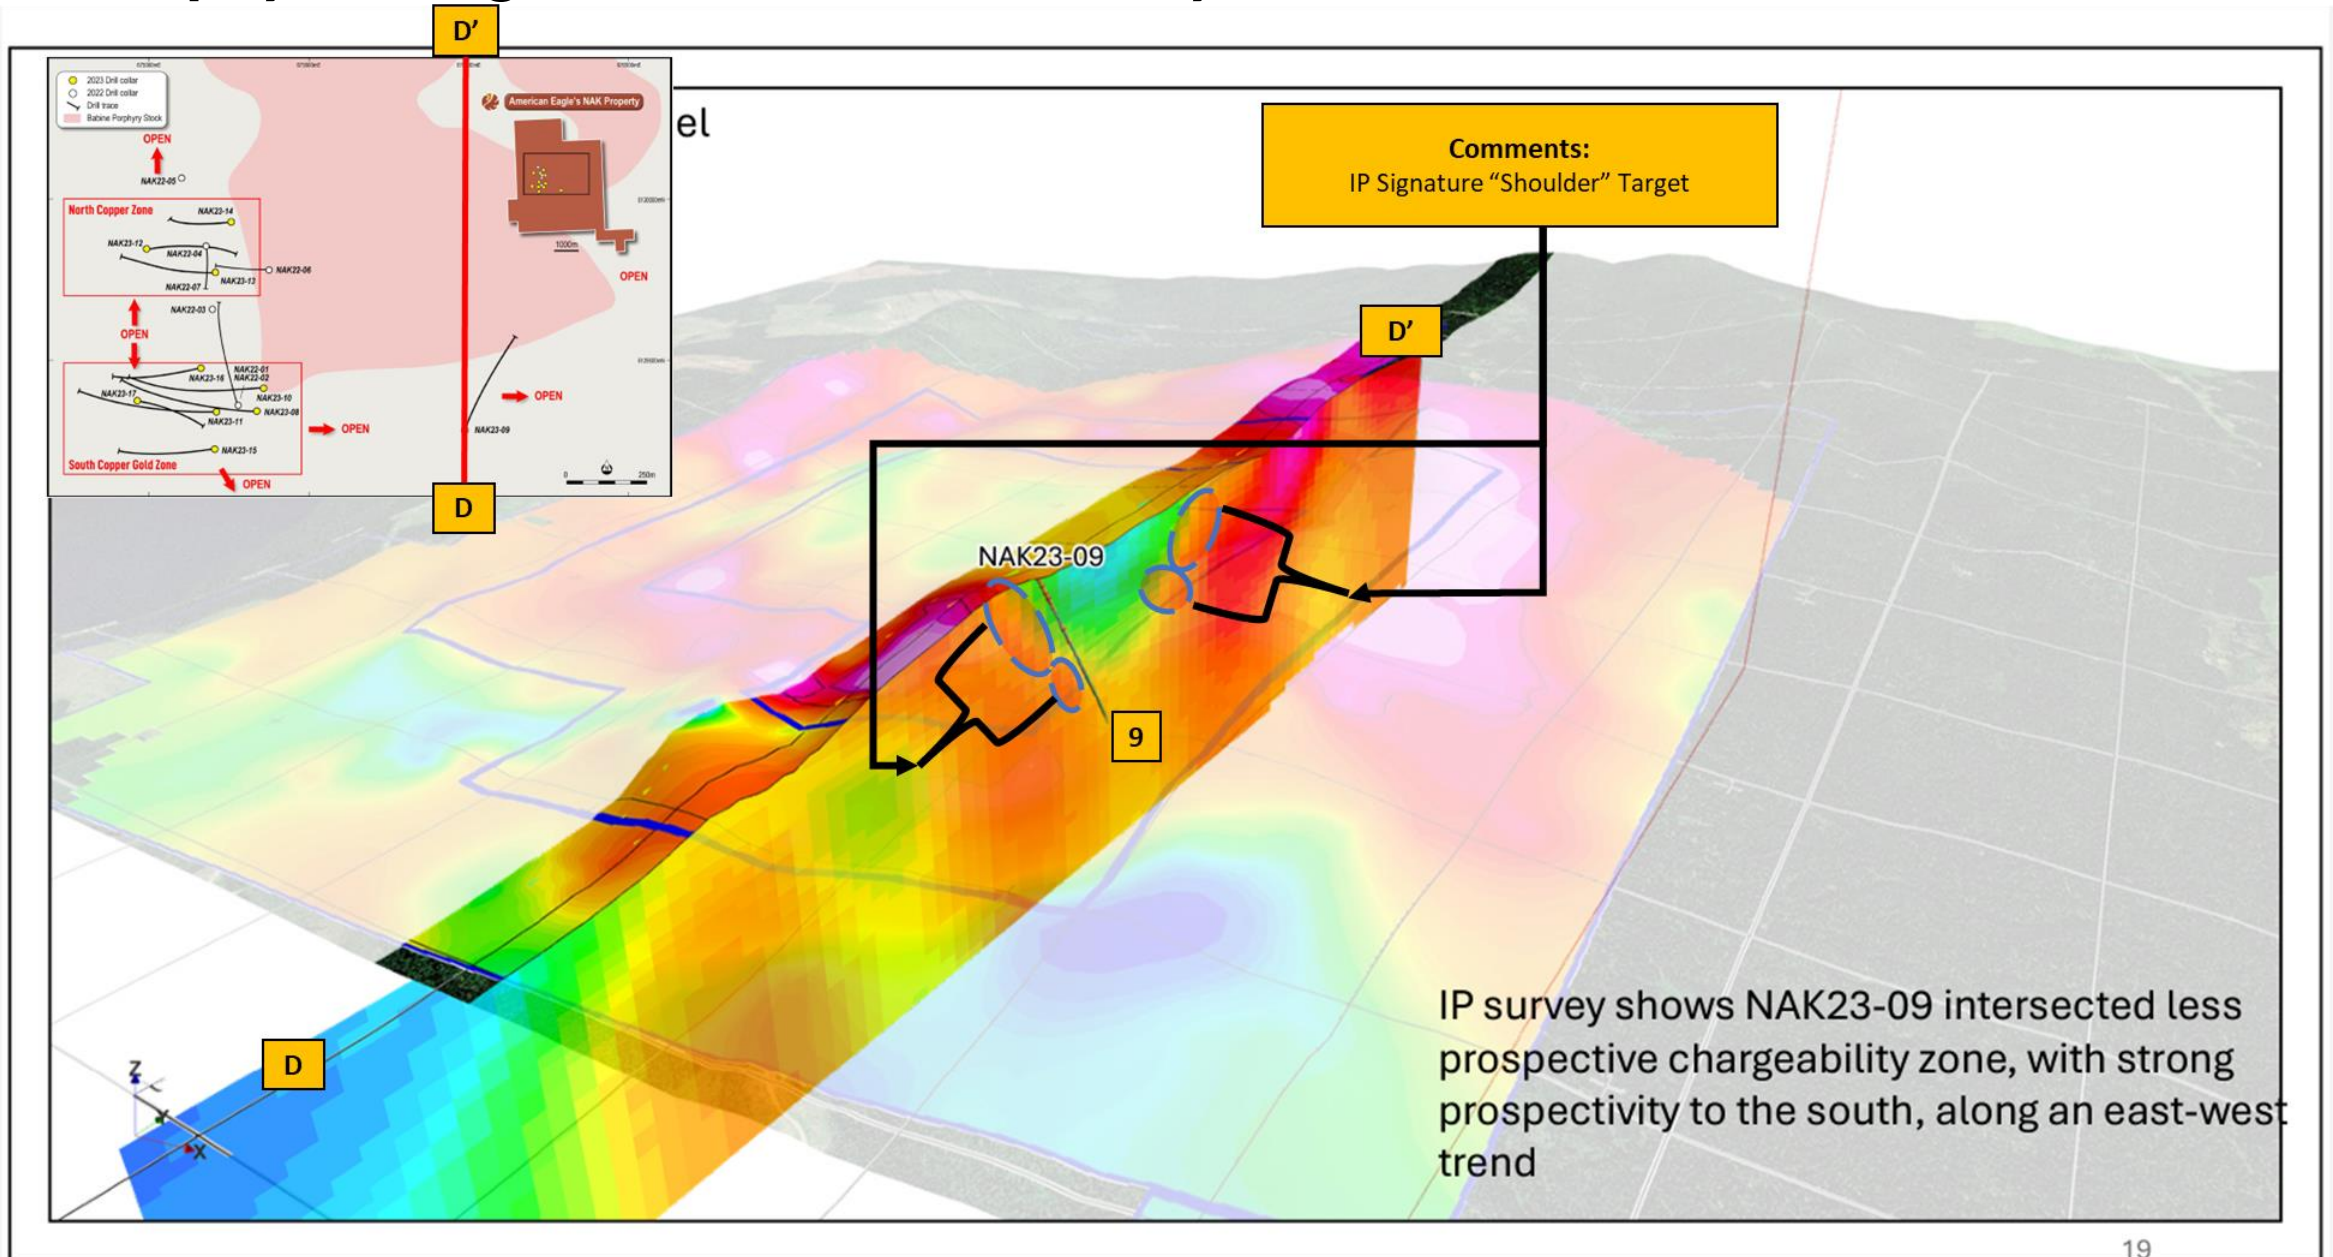 D’
2023 Drill collar
2022 Drill collar
Drill trace
Babine Porphyry Stock
American Eagle's NAK Property
1000m
OPEN
NAK22-05
North Copper Zone
NAK23-14
NAK23-12
NAK22-04
NAK22-06
NAK23-13
NAK22-07
OPEN
NAK22-03
OPEN
NAK22-01
NAK23-16
NAK22-02
NAK23-17
NAK23-10
NAK23-08
NAK23-11
OPEN
NAK23-15
South Copper Gold Zone
OPEN
OPEN
NAK23-09
0
250m
D
el
Comments:
IP Signature “Shoulder” Target
D’
NAK23-09
9
D
Z
Y
X
IP survey shows NAK23-09 intersected less
prospective chargeability zone, with strong
prospectivity to the south, along an east-west
trend
19